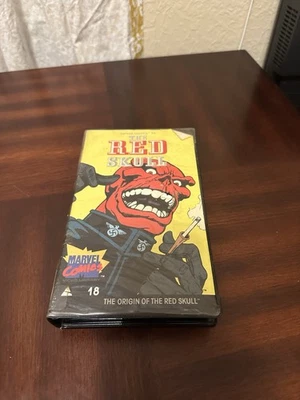 THE
RED
SKULL
MARVEL
COMICS
18
THE ORIGIN OF THE RED SKULL